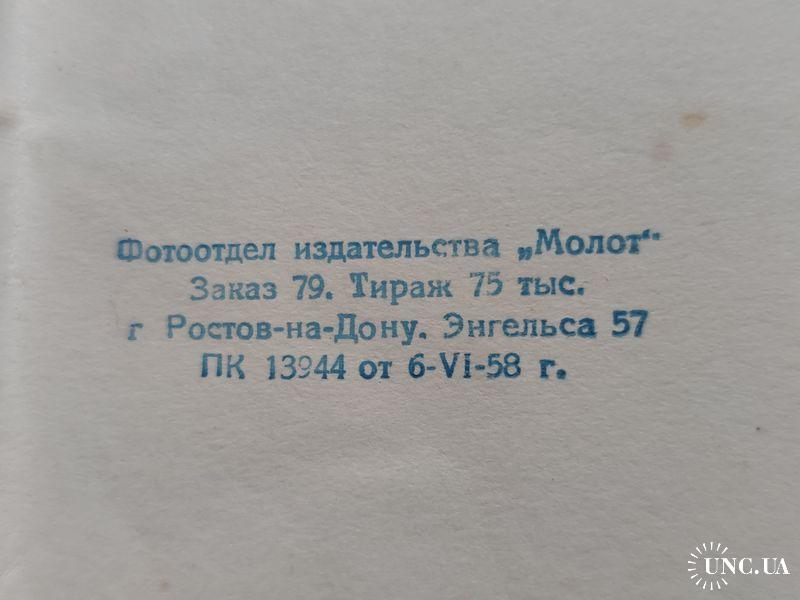 Фотоотдел издательства „Молот“
Заказ 79. Тираж 75 тыс.
г Ростов-на-Дону. Энгельса 57
ПК 13944 от 6-VI-58 г.
UNC.UA